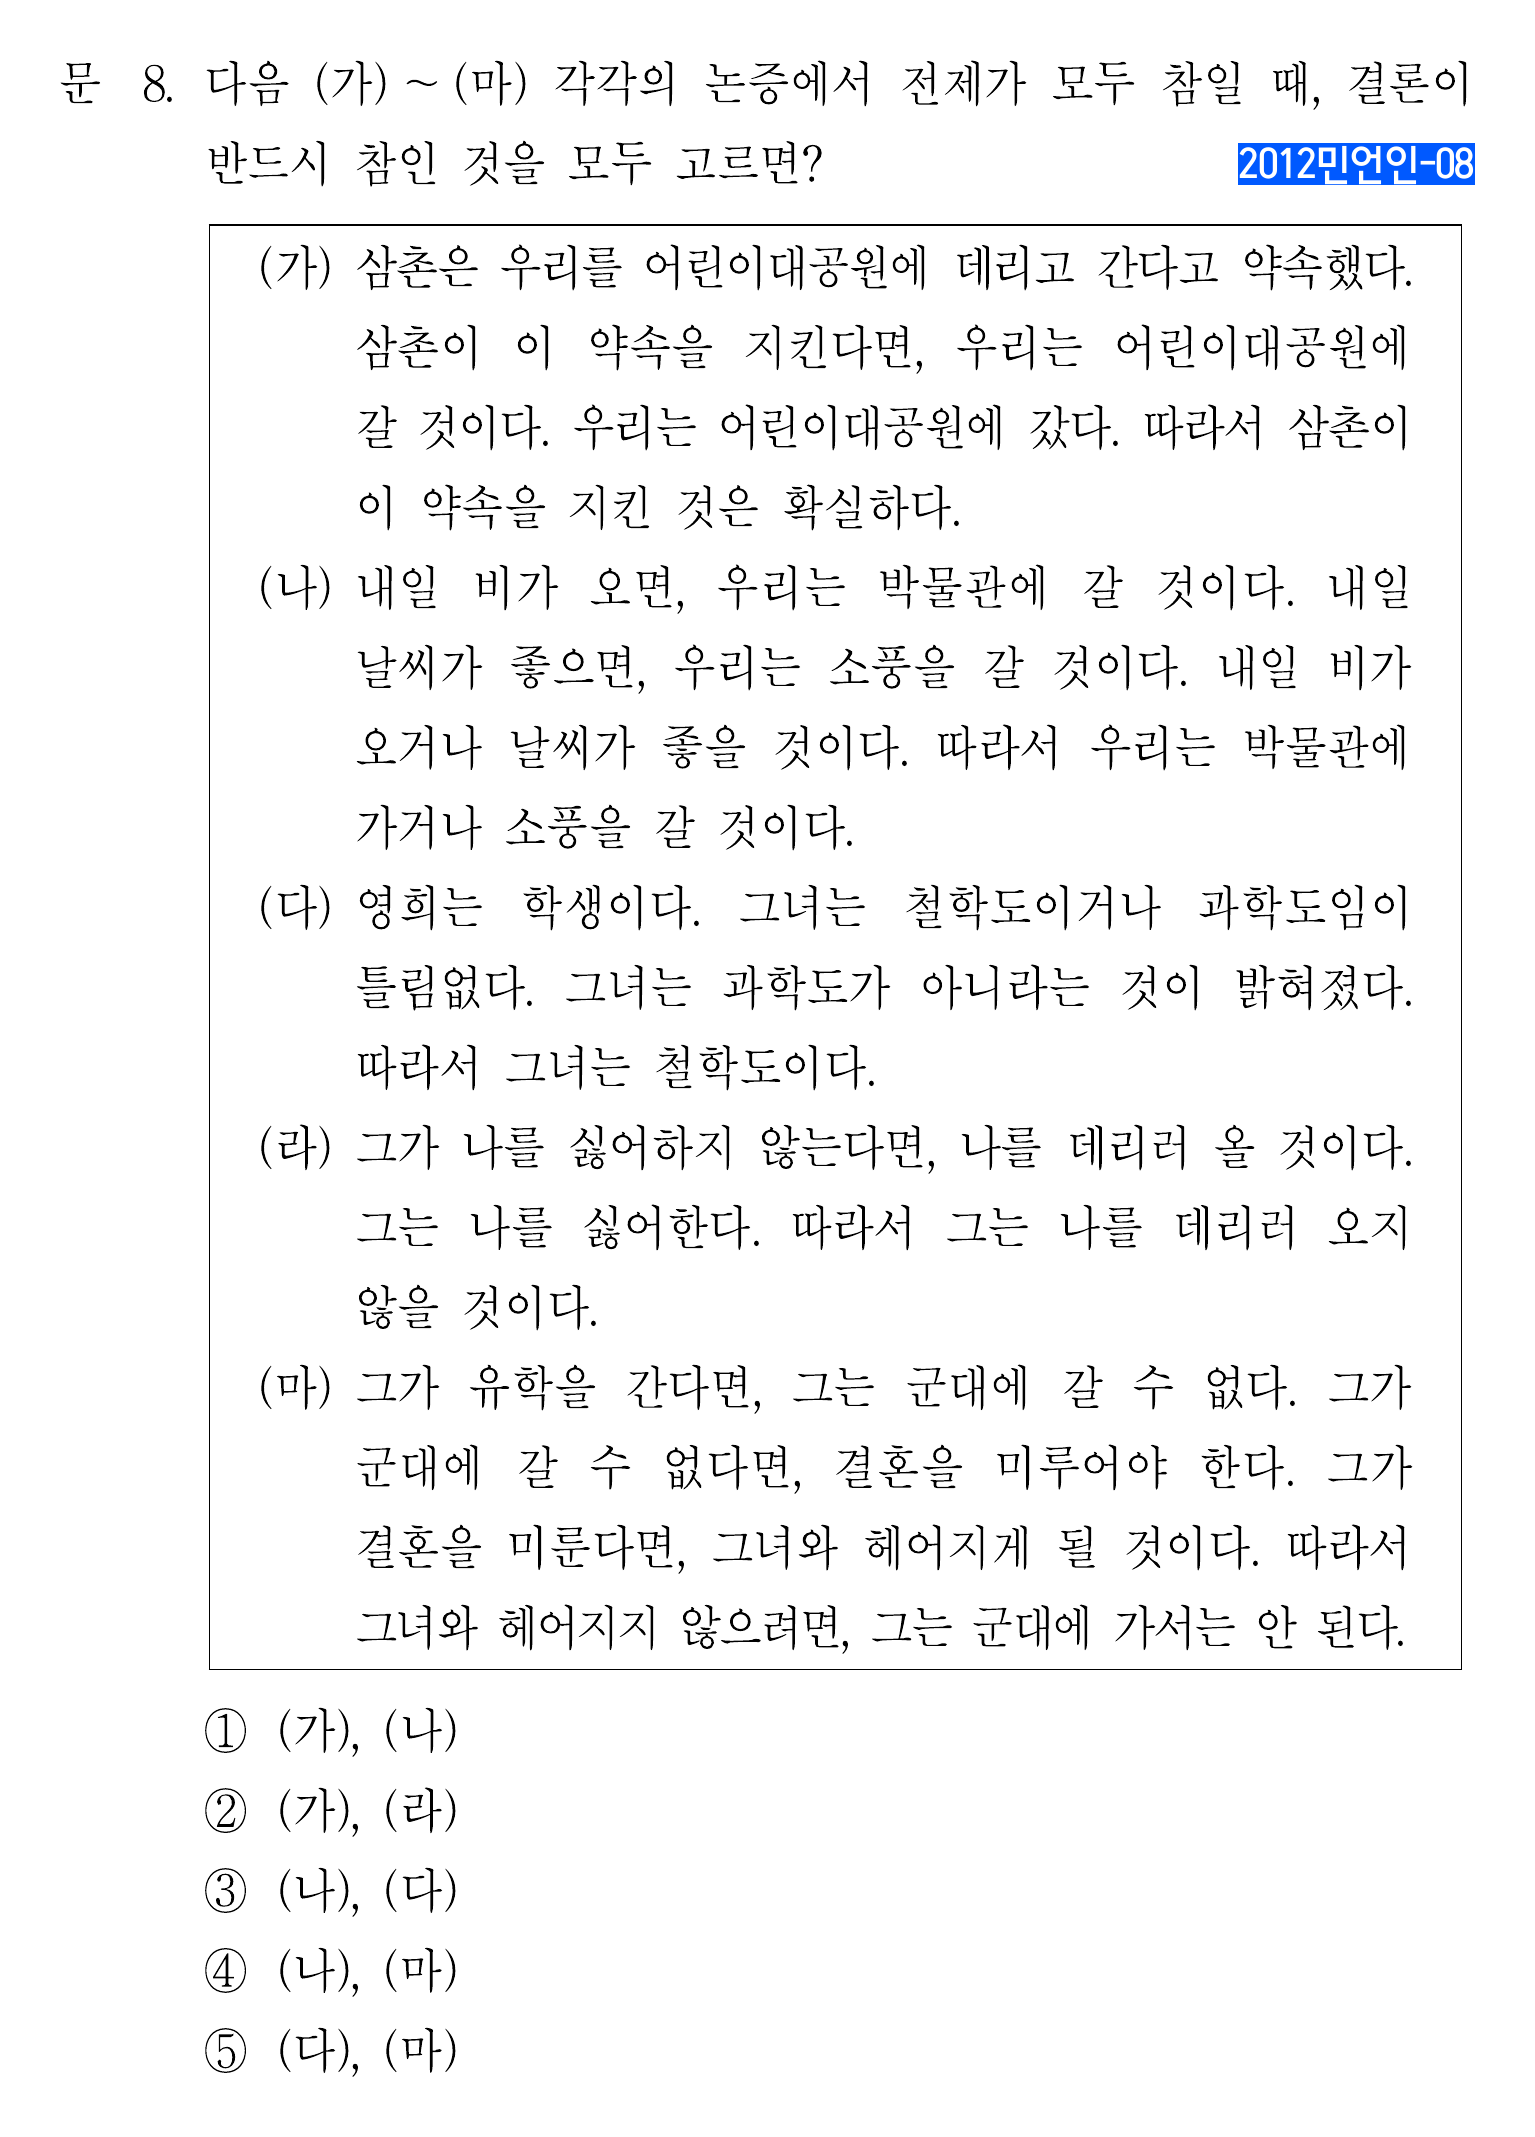 문 8. 다음 (가) ~ (마) 각각의 논증에서 전제가 모두 참일 때, 결론이
반드시 참인 것을 모두 고르면?
2012민언인-08
(가) 삼촌은 우리를 어린이대공원에 데리고 간다고 약속했다.
삼촌이 이 약속을 지킨다면, 우리는 어린이대공원에
갈 것이다. 우리는 어린이대공원에 갔다. 따라서 삼촌이
이 약속을 지킨 것은 확실하다.
(나) 내일 비가 오면, 우리는 박물관에 갈 것이다. 내일
날씨가 좋으면, 우리는 소풍을 갈 것이다. 내일 비가
오거나 날씨가 좋을 것이다. 따라서 우리는 박물관에
가거나 소풍을 갈 것이다.
(다) 영희는 학생이다. 그녀는 철학도이거나 과학도임이
틀림없다. 그녀는 과학도가 아니라는 것이 밝혀졌다.
따라서 그녀는 철학도이다.
(라) 그가 나를 싫어하지 않는다면, 나를 데리러 올 것이다.
그는 나를 싫어한다. 따라서 그는 나를 데리러 오지
않을 것이다.
(마) 그가 유학을 간다면, 그는 군대에 갈 수 없다. 그가
군대에 갈 수 없다면, 결혼을 미루어야 한다. 그가
결혼을 미룬다면, 그녀와 헤어지게 될 것이다. 따라서
그녀와 헤어지지 않으려면, 그는 군대에 가서는 안 된다.
① (가), (나)
② (가), (라)
③ (나), (다)
④ (나), (마)
⑤ (다), (마)